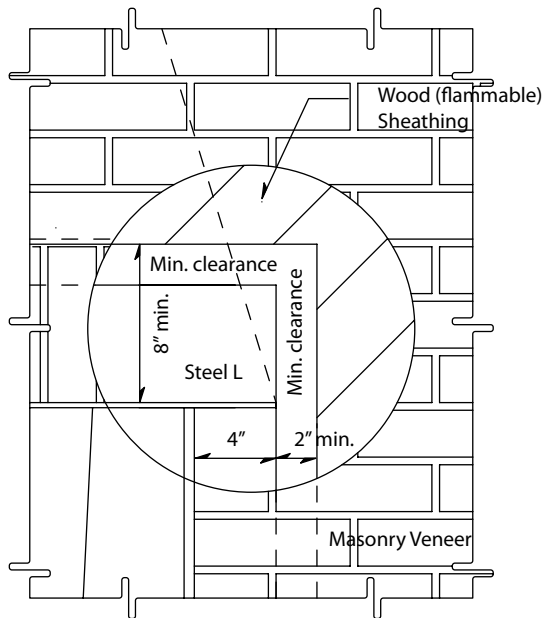 Wood (flammable)
Sheathing
Min. clearance
8” min.
Min. clearance
Steel L
4”
2” min.
Masonry Veneer